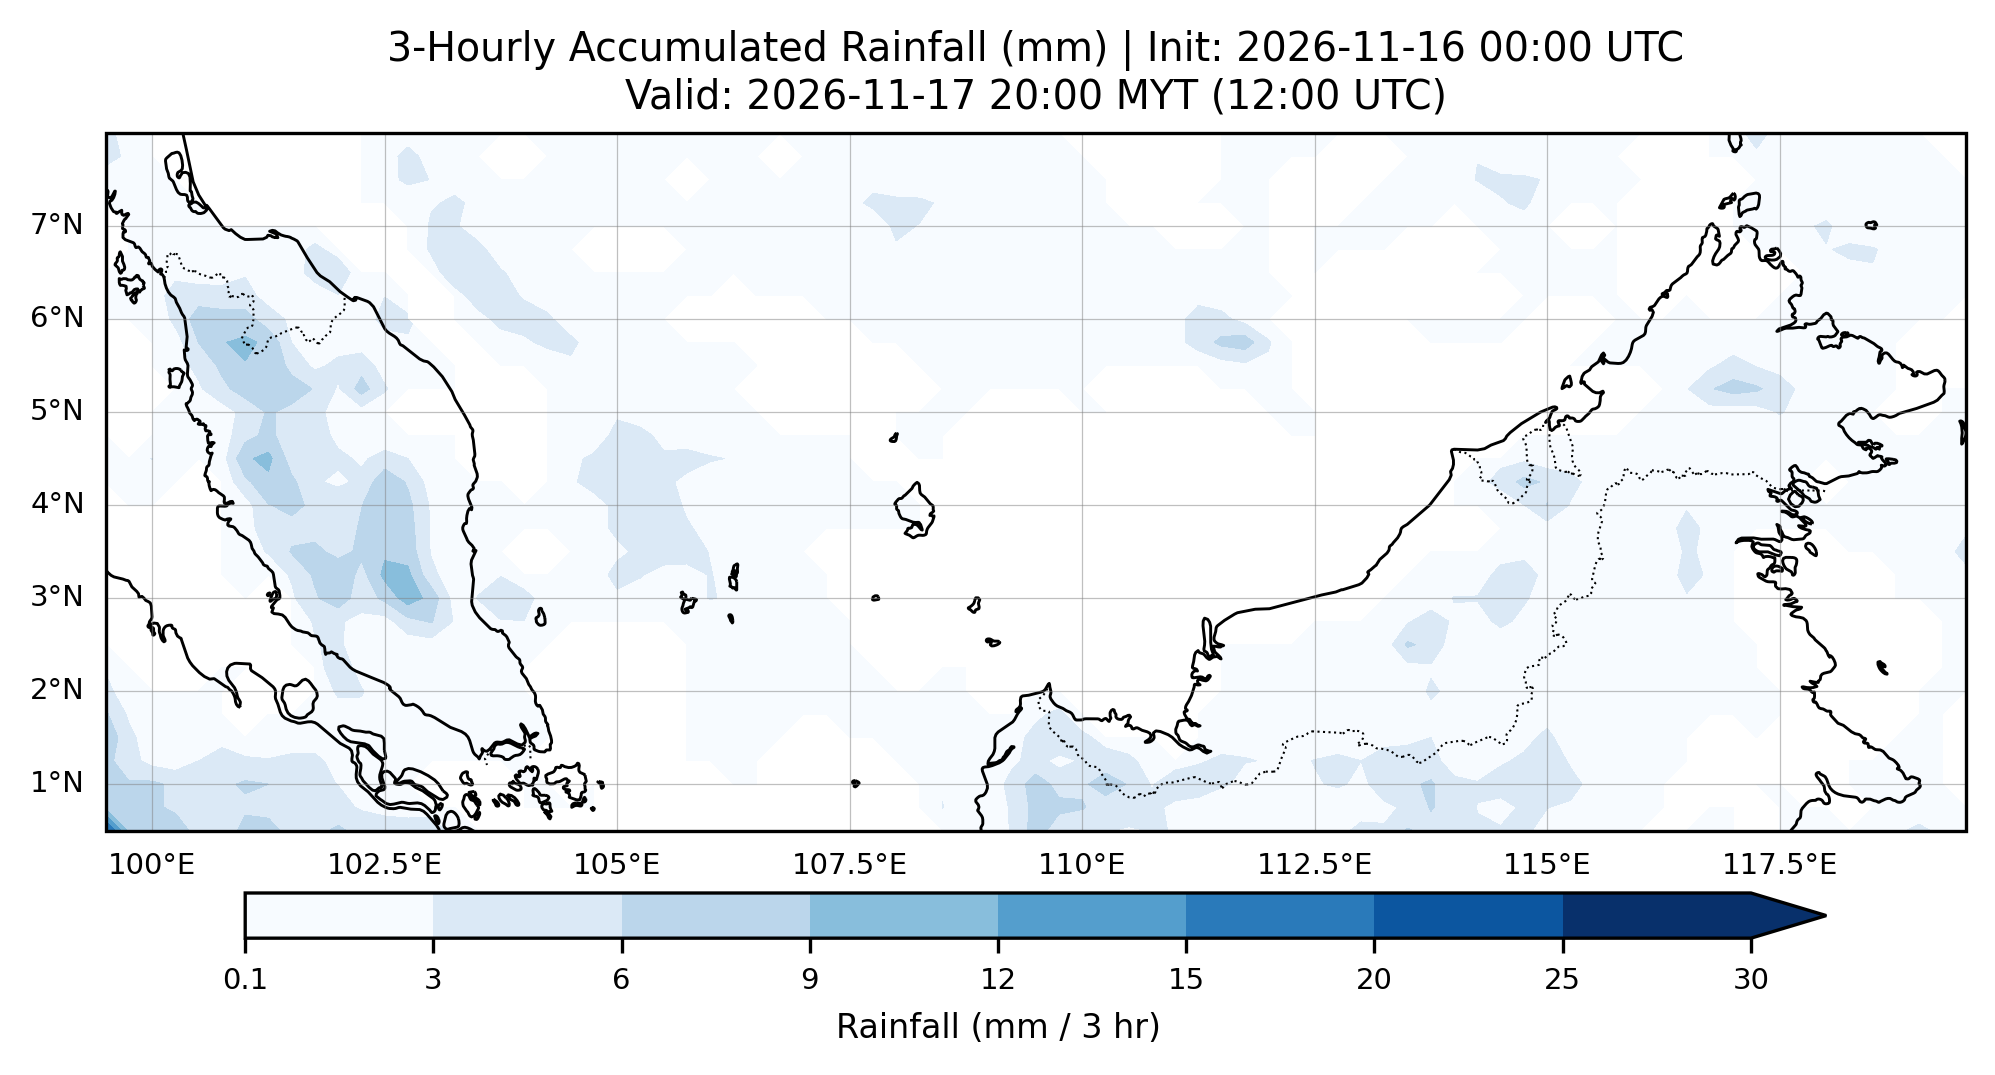 3-Hourly Accumulated Rainfall (mm) | Init: 2026-11-16 00:00 UTC
Valid: 2026-11-17 20:00 MYT (12:00 UTC)
7°N
6°N
5°N
4°N
3°N
2°N
1°N
100°E 102.5°E 105°E 107.5°E 110°E 112.5°E 115°E 117.5°E
0.1 3 6 9 12 15 20 25 30
Rainfall (mm / 3 hr)